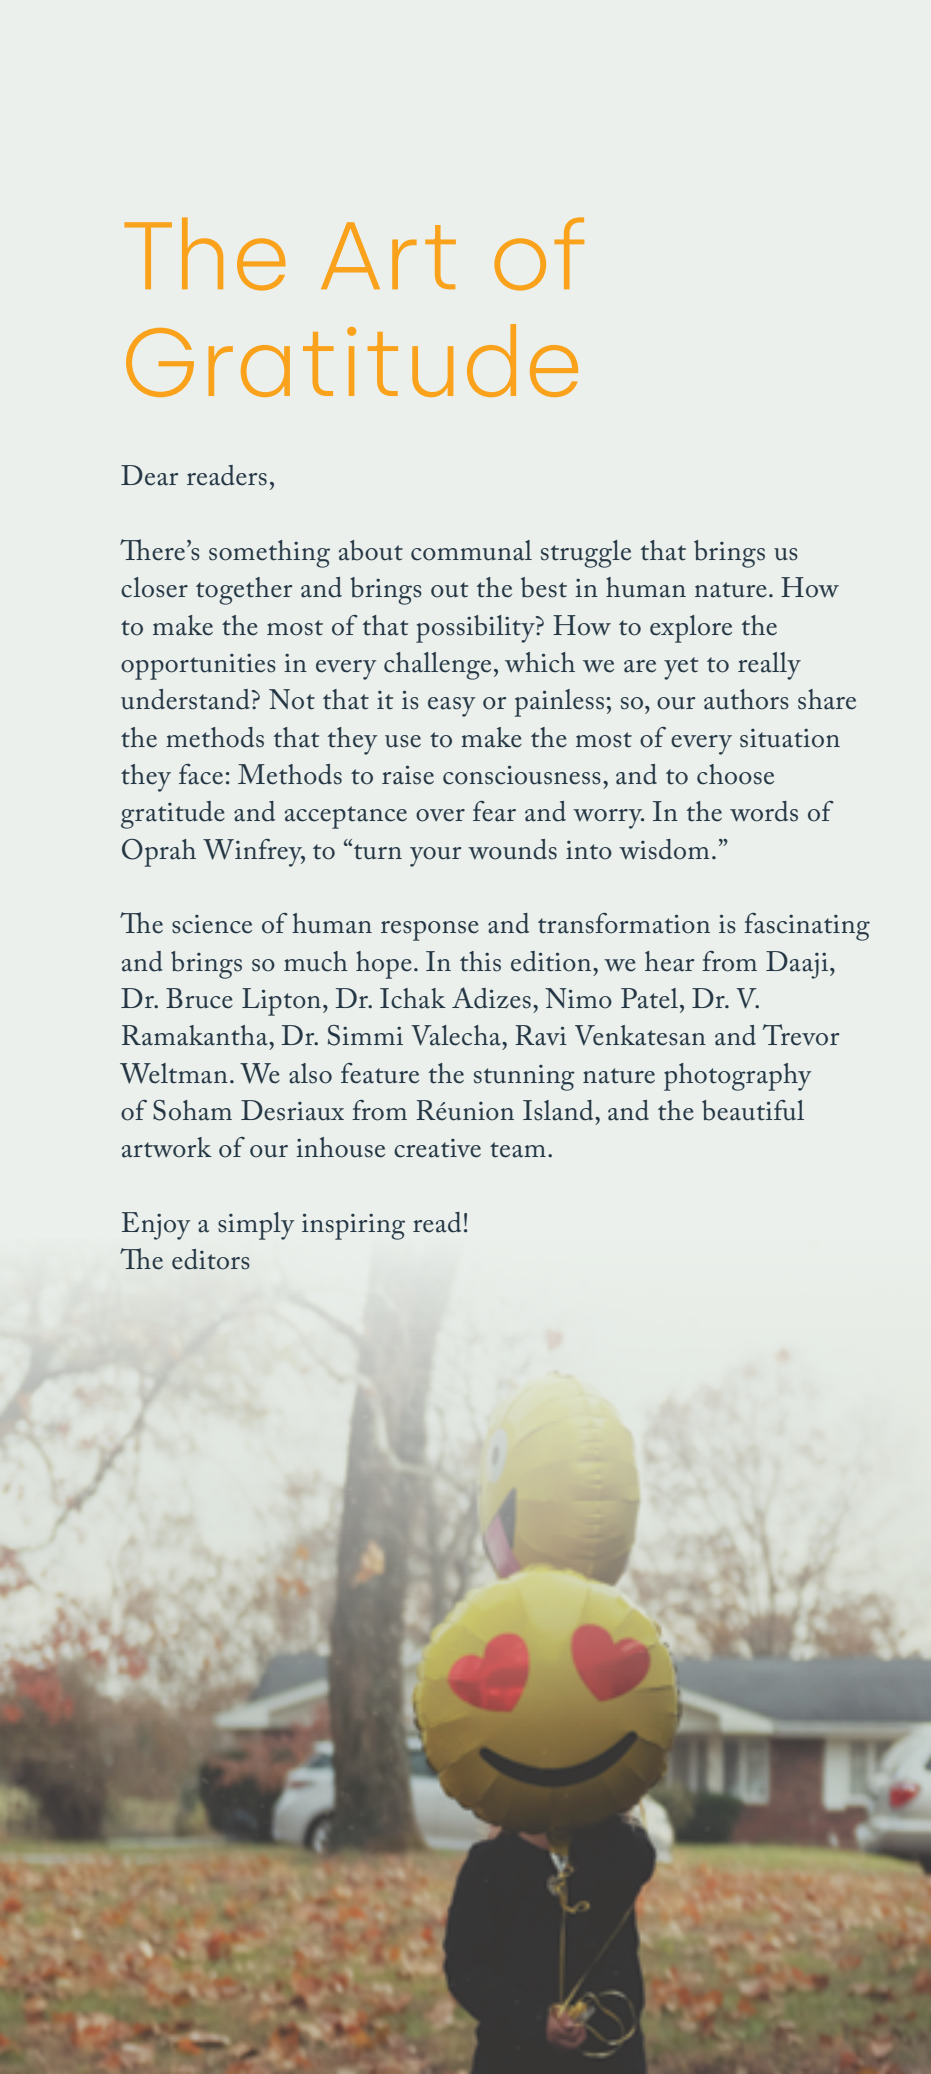 The Art of
Gratitude
Dear readers,
There’s something about communal struggle that brings us
closer together and brings out the best in human nature. How
to make the most of that possibility? How to explore the
opportunities in every challenge, which we are yet to really
understand? Not that it is easy or painless; so, our authors share
the methods that they use to make the most of every situation
they face: Methods to raise consciousness, and to choose
gratitude and acceptance over fear and worry. In the words of
Oprah Winfrey, to “turn your wounds into wisdom.”
The science of human response and transformation is fascinating
and brings so much hope. In this edition, we hear from Daaji,
Dr. Bruce Lipton, Dr. Ichak Adizes, Nimo Patel, Dr. V.
Ramakantha, Dr. Simmi Valecha, Ravi Venkatesan and Trevor
Weltman. We also feature the stunning nature photography
of Soham Desriaux from Réunion Island, and the beautiful
artwork of our inhouse creative team.
Enjoy a simply inspiring read!
The editors